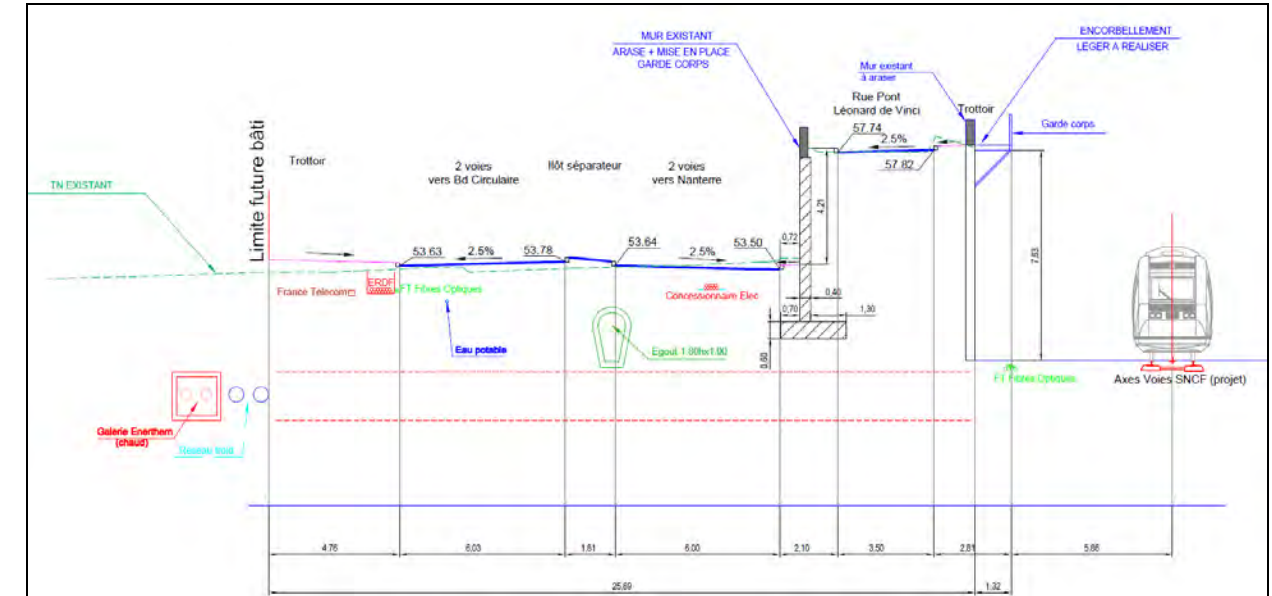 MUR EXISTANT
ARASE + MISE EN PLACE
GARDE CORPS
ENCORBELLEMENT
LEGER A REALISER
Mur existant
à araser
Rue Pont
Léonard de Vinci
Trottoir
Garde corps
57.74
2.5%
57.82
Limite future bâti
Trottoir
2 voies
vers Bd Circulaire
Ilôt séparateur
2 voies
vers Nanterre
TN EXISTANT
4,21
7,83
53.63
2.5%
53.78
53.64
2.5%
53.50
0,72
France Telecom
ERDF
FT Fibres Optiques
Concessionnaire Elec
0,40
0,70
1,30
0,60
Eau potable
Egout 1.80hx1.00
FT Fibres Optiques
Axes Voies SNCF (projet)
Galerie Enertherm
(chaud)
Réseau froid
4,76
6,03
1,81
6,00
2,10
3,50
2,81
5,86
25,69
1,32